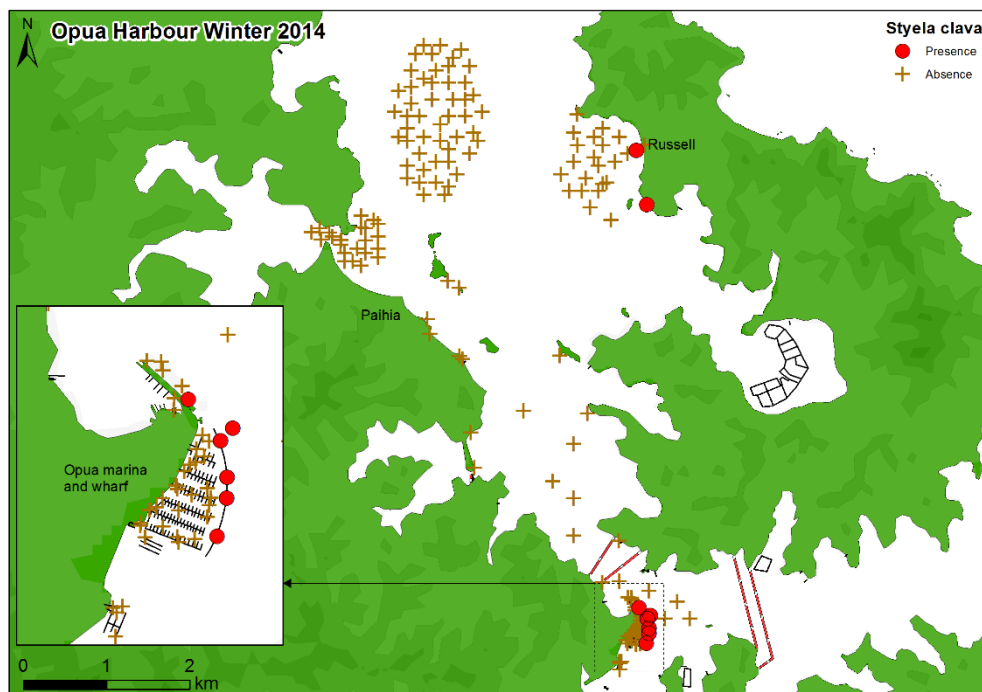 N
Opua Harbour Winter 2014
Styela clava
Presence
Absence
Russell
Paihia
Opua marina
and wharf
0 1 2
km